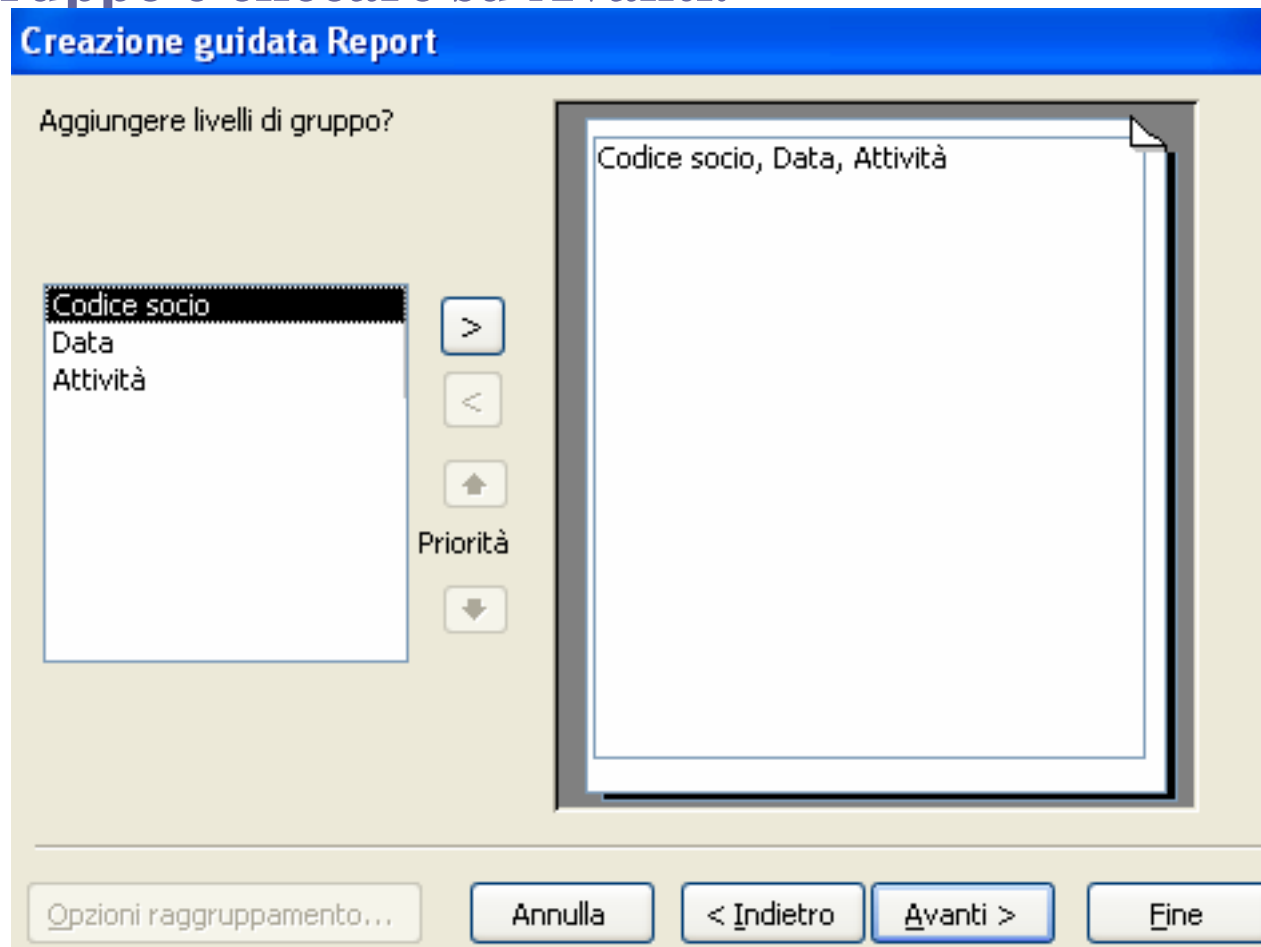 Creazione guidata Report
Aggiungere livelli di gruppo?
Codice socio, Data, Attività
Codice socio
Data
Attività
>
<
Priorità
Opzioni raggruppamento...
Annulla
< Indietro
Avanti >
Fine